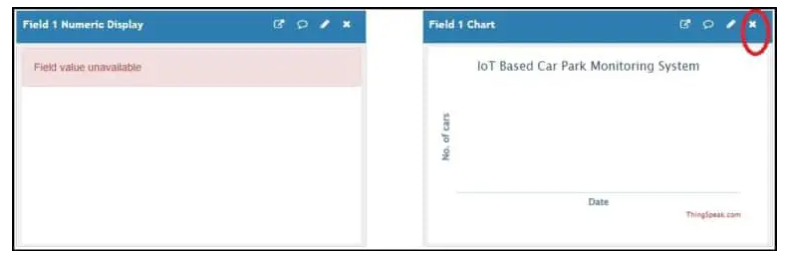 Field 1 Numeric Display
Field value unavailable
Field 1 Chart
IoT Based Car Park Monitoring System
No. of cars
Date
ThingSpeak.com